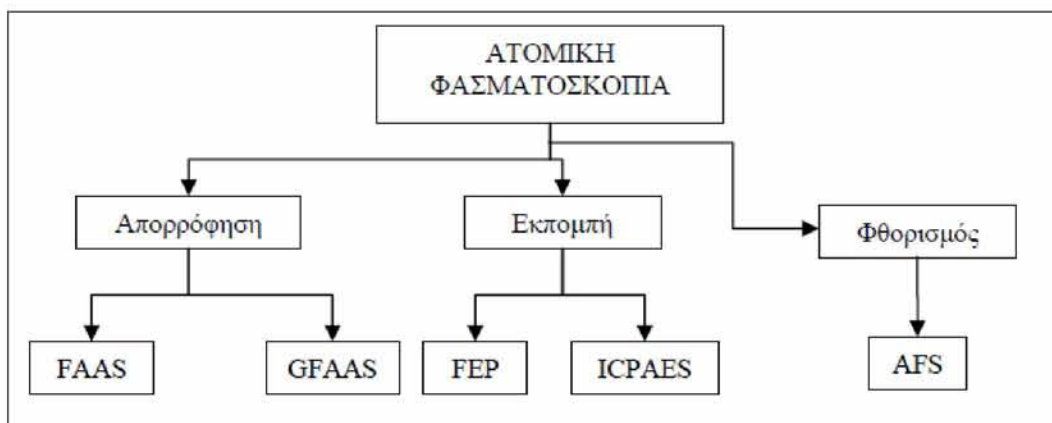 ΑΤΟΜΙΚΗ
ΦΑΣΜΑΤΟΣΚΟΠΙΑ
Απορρόφηση
Εκπομπή
Φθορισμός
FAAS
GFAAS
FEP
ICPAES
AFS